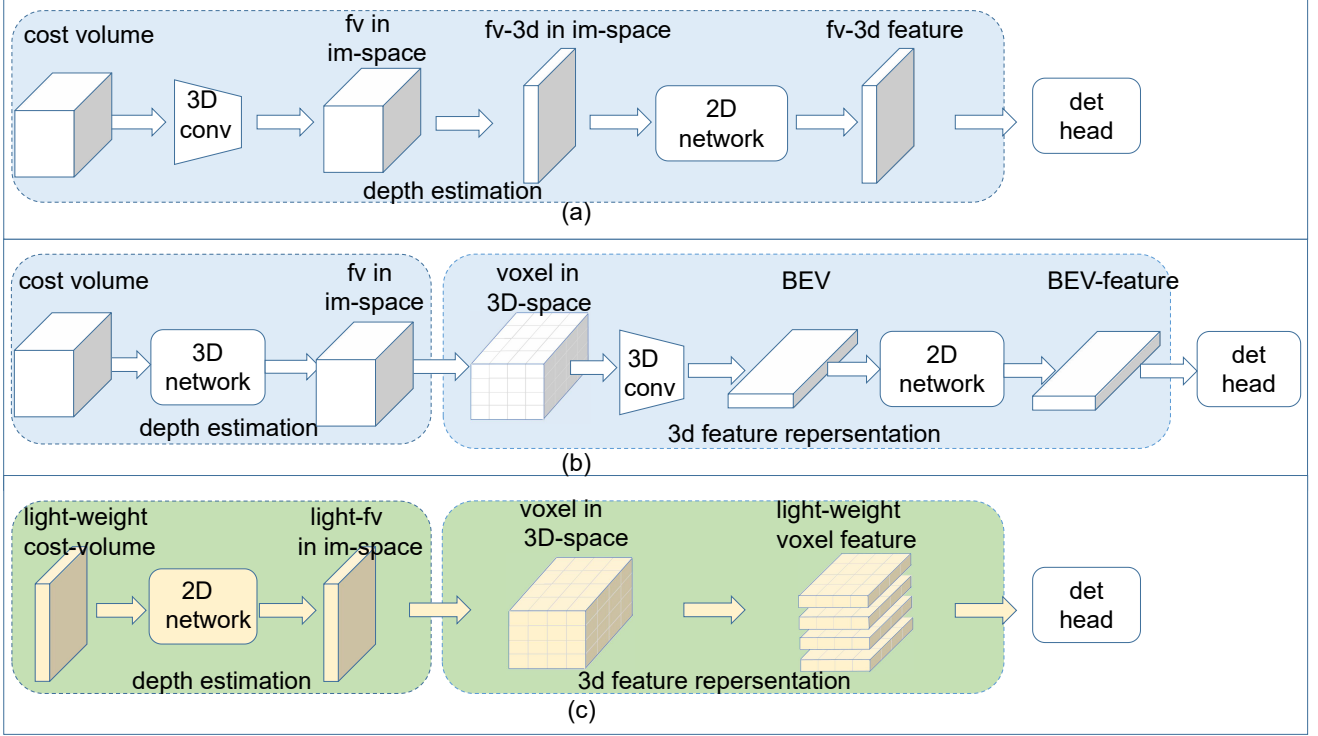 cost volume
3D
conv
fv in
im-space
fv-3d in im-space
2D
network
fv-3d feature
det
head
depth estimation
(a)
cost volume
3D
network
fv in
im-space
depth estimation
voxel in
3D-space
3D
conv
BEV
2D
network
BEV-feature
det
head
3d feature repersentation
(b)
light-weight
cost-volume
2D
network
light-fv
in im-space
depth estimation
voxel in
3D-space
light-weight
voxel feature
det
head
3d feature repersentation
(c)